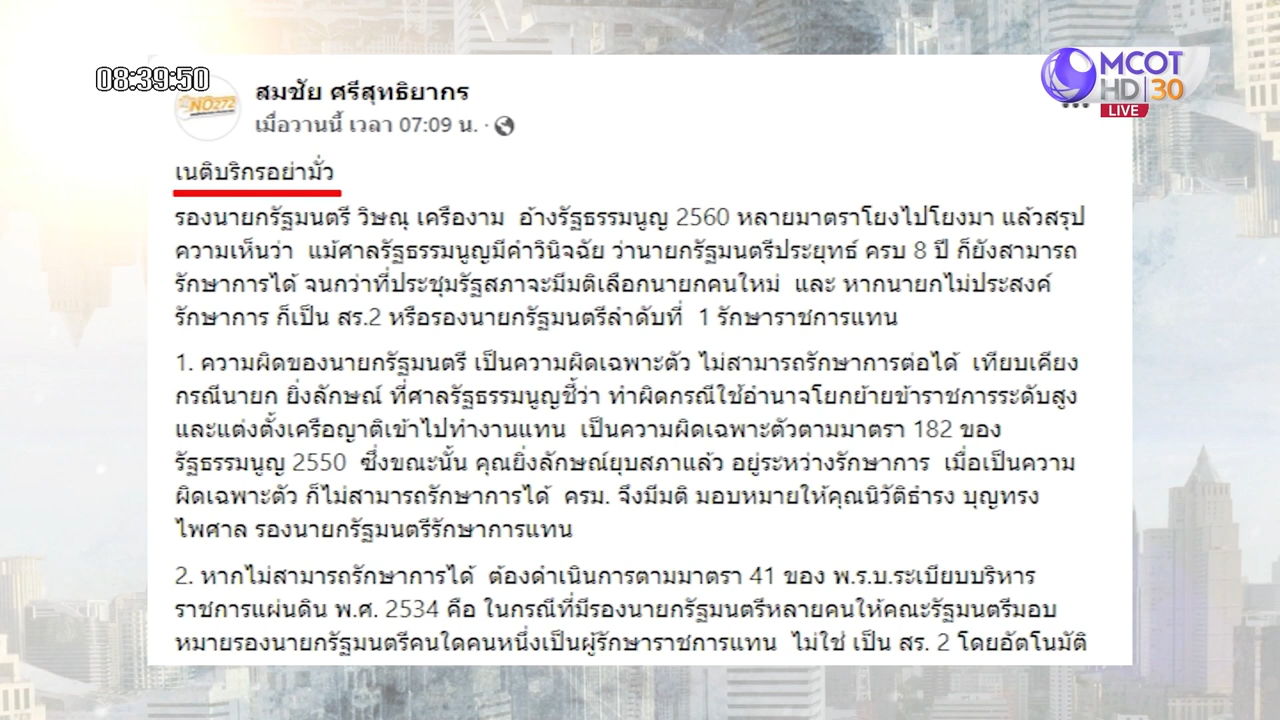 08:39:50
MCOT
HD 30
LIVE
NO272
สมชัย ศรีสุทธิยากร
เมื่อวานนี้ เวลา 07:09 น. ·
เนติบริกรอย่ามั่ว
รองนายกรัฐมนตรี วิษณุ เครืองาม อ้างรัฐธรรมนูญ 2560 หลายมาตราโยงไปโยงมา แล้วสรุป
ความเห็นว่า แม้ศาลรัฐธรรมนูญมีคำวินิจฉัย ว่านายกรัฐมนตรีประยุทธ์ ครบ 8 ปี ก็ยังสามารถ
รักษาการได้ จนกว่าที่ประชุมรัฐสภาจะมีมติเลือกนายกคนใหม่ และ หากนายกไม่ประสงค์
รักษาการ ก็เป็น สร.2 หรือรองนายกรัฐมนตรีลำดับที่ 1 รักษาราชการแทน
1. ความผิดของนายกรัฐมนตรี เป็นความผิดเฉพาะตัว ไม่สามารถรักษาการต่อได้ เทียบเคียง
กรณีนายก ยิ่งลักษณ์ ที่ศาลรัฐธรรมนูญชี้ว่า ทำผิดกรณีใช้อำนาจโยกย้ายข้าราชการระดับสูง
และแต่งตั้งเครือญาติเข้าไปทำงานแทน เป็นความผิดเฉพาะตัวตามมาตรา 182 ของ
รัฐธรรมนูญ 2550 ซึ่งขณะนั้น คุณยิ่งลักษณ์ยุบสภาแล้ว อยู่ระหว่างรักษาการ เมื่อเป็นความ
ผิดเฉพาะตัว ก็ไม่สามารถรักษาการได้ ครม. จึงมีมติ มอบหมายให้คุณนิวัติธำรง บุญทรง
ไพศาล รองนายกรัฐมนตรีรักษาการแทน
2. หากไม่สามารถรักษาการได้ ต้องดำเนินการตามมาตรา 41 ของ พ.ร.บ.ระเบียบบริหาร
ราชการแผ่นดิน พ.ศ. 2534 คือ ในกรณีที่มีรองนายกรัฐมนตรีหลายคนให้คณะรัฐมนตรีมอบ
หมายรองนายกรัฐมนตรีคนใดคนหนึ่งเป็นผู้รักษาราชการแทน ไม่ใช่ เป็น สร. 2 โดยอัตโนมัติ